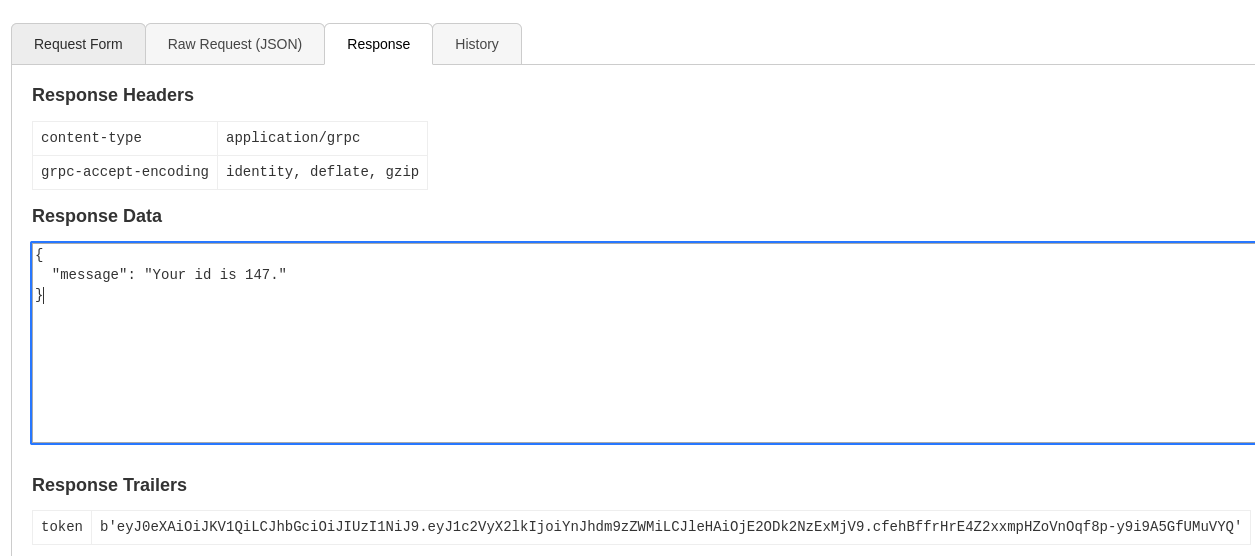 Request Form Raw Request (JSON) Response History
Response Headers
content-type application/grpc
grpc-accept-encoding identity, deflate, gzip
Response Data
{
"message": "Your id is 147."
}
Response Trailers
token b'eyJ0eXAiOiJKV1QiLCJhbGciOiJIUzI1NiJ9.eyJ1c2VyX2lkIjoiYnJhdm9zZWMiLCJleHAiOjE2ODk2NzExMjV9.cfehBffrHrE4Z2xxmpHZoVnOqf8p-y9i9A5GfUMuVYQ'